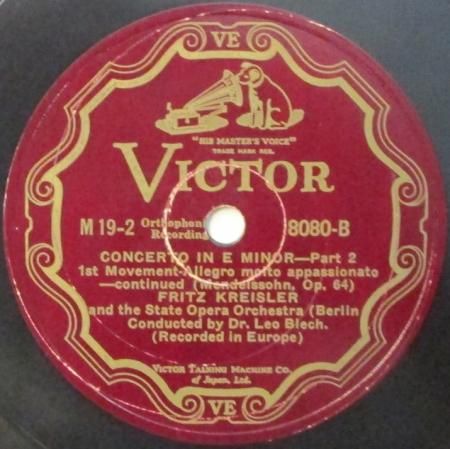 VE
"HIS MASTER'S VOICE"
TRADE MARK REG.
VICTOR
M 19-2 Orthophonic Recording 8080-B
CONCERTO IN E MINOR—Part 2
1st Movement-Allegro molto appassionato
—continued (Mendelssohn, Op. 64)
FRITZ KREISLER
and the State Opera Orchestra (Berlin
Conducted by Dr. Leo Blech.
(Recorded in Europe)
VICTOR TALKING MACHINE CO.
of Japan, Ltd.
VE